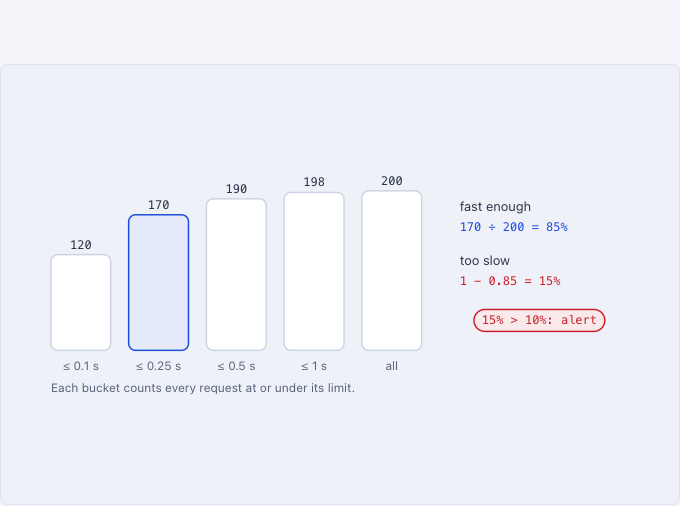 120
170
190
198
200
≤ 0.1 s
≤ 0.25 s
≤ 0.5 s
≤ 1 s
all
Each bucket counts every request at or under its limit.
fast enough
170 ÷ 200 = 85%
too slow
1 − 0.85 = 15%
15% > 10%: alert